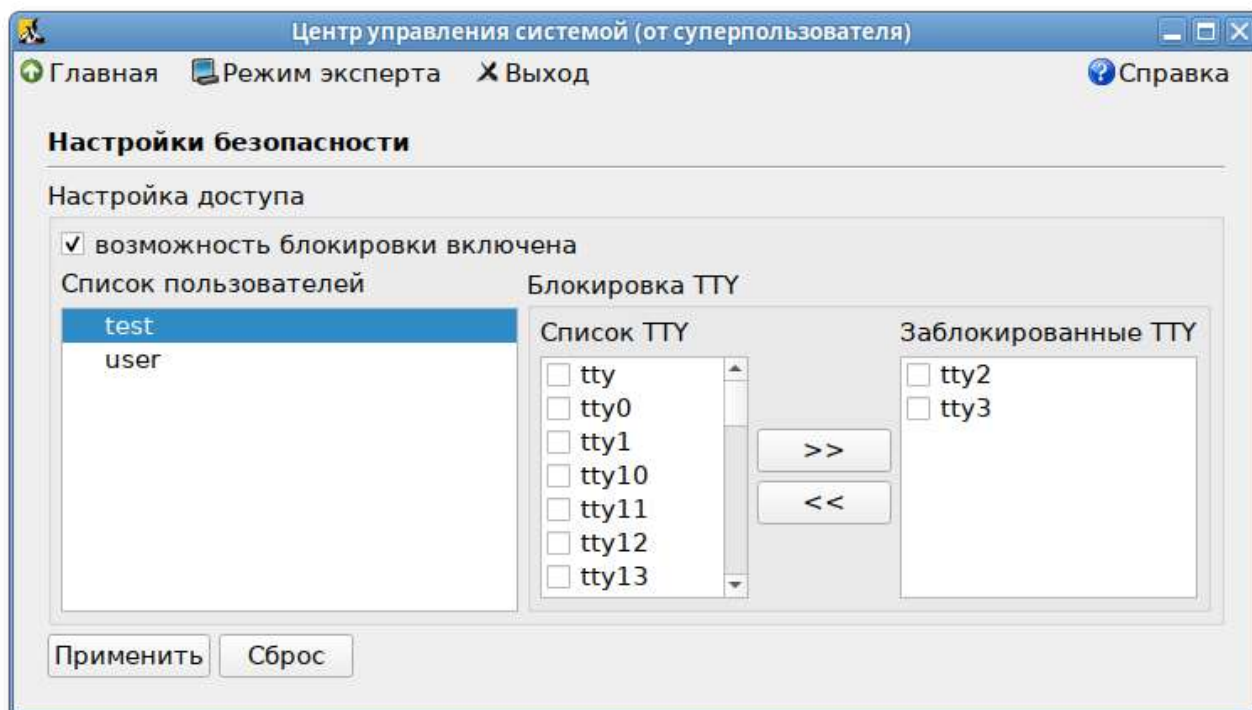 Центр управления системой (от суперпользователя)
Главная Режим эксперта Выход Справка
Настройки безопасности
Настройка доступа
возможность блокировки включена
Список пользователей
test
user
Блокировка TTY
Список TTY
tty
tty0
tty1
tty10
tty11
tty12
tty13
>>
<<
Заблокированные TTY
tty2
tty3
Применить Сброс